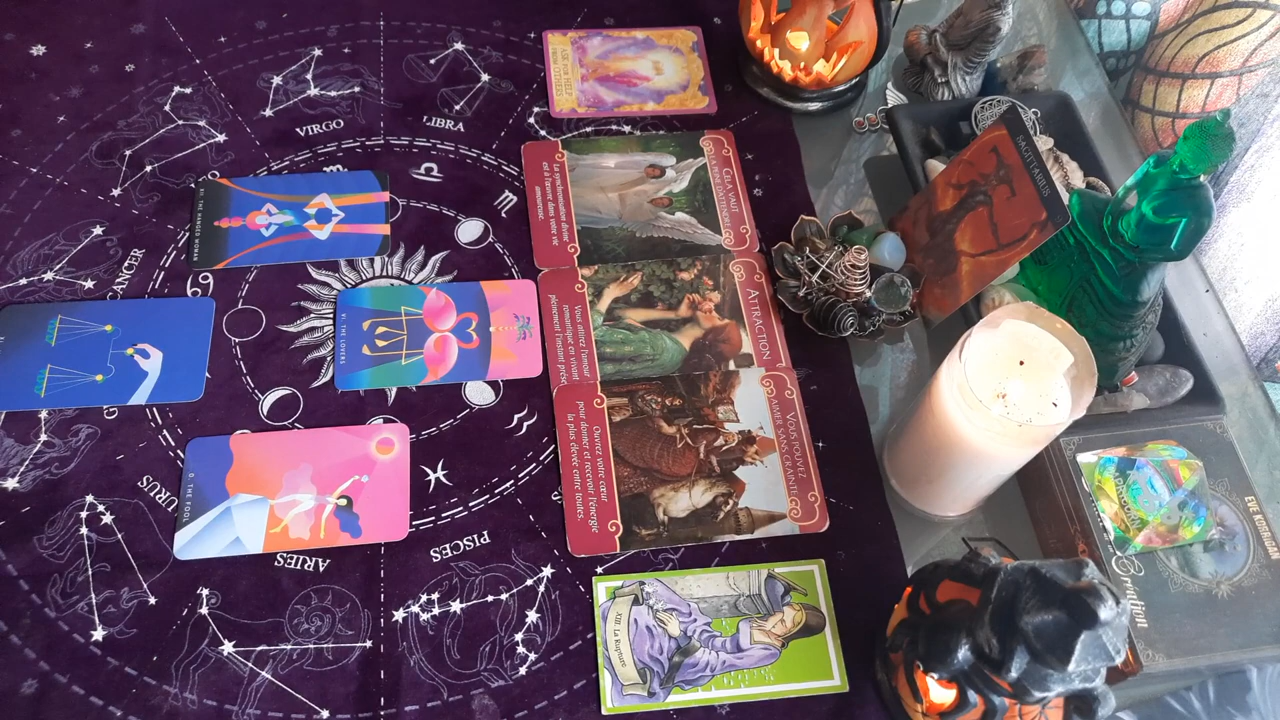 VIRGO
LIBRA
CANCER
ARIES
PISCES
XII. THE HANGED WOMAN
VI. THE LOVERS
0. THE FOOL
ASK FOR HELP
FROM OTHERS
CELA VAUT
LA PEINE D'ATTENDRE
La synchronisation divine
est à l'œuvre dans votre vie
amoureuse.
ATTRACTION
Vous attirez l'amour
romantique en vivant
pleinement l'instant
VOUS POUVEZ
AIMER SANS CRAINTE
Ouvrez votre cœur
pour donner et recevoir l'énergie
la plus élevée entre toutes.
XIII. La Rupture
SAGITTARIUS
EVE KORRIGAN
Création